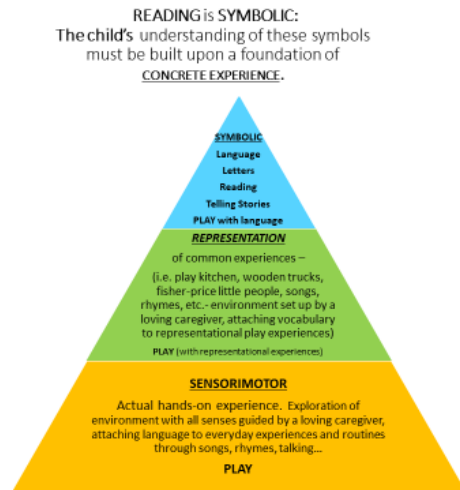 READING is SYMBOLIC:
The child's understanding of these symbols
must be built upon a foundation of
CONCRETE EXPERIENCE.
SYMBOLIC
Language
Letters
Reading
Telling Stories
PLAY with language
REPRESENTATION
of common experiences –
(i.e. play kitchen, wooden trucks,
fisher-price little people, songs,
rhymes, etc.- environment set up by a
loving caregiver, attaching vocabulary
to representational play experiences)
PLAY (with representational experiences)
SENSORIMOTOR
Actual hands-on experience. Exploration of
environment with all senses guided by a loving caregiver,
attaching language to everyday experiences and routines
through songs, rhymes, talking...
PLAY